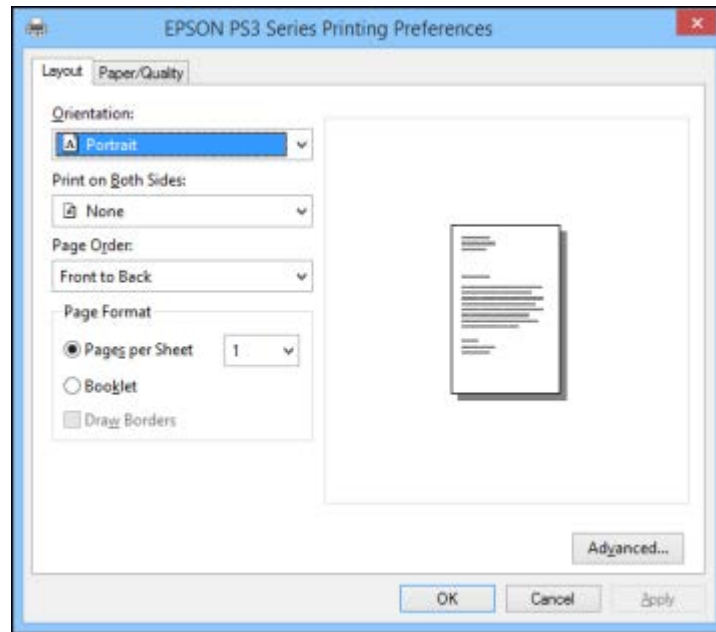 EPSON PS3 Series Printing Preferences
Layout Paper/Quality
Orientation:
A Portrait
Print on Both Sides:
None
Page Order:
Front to Back
Page Format
Pages per Sheet 1
Booklet
Draw Borders
Advanced...
OK Cancel Apply